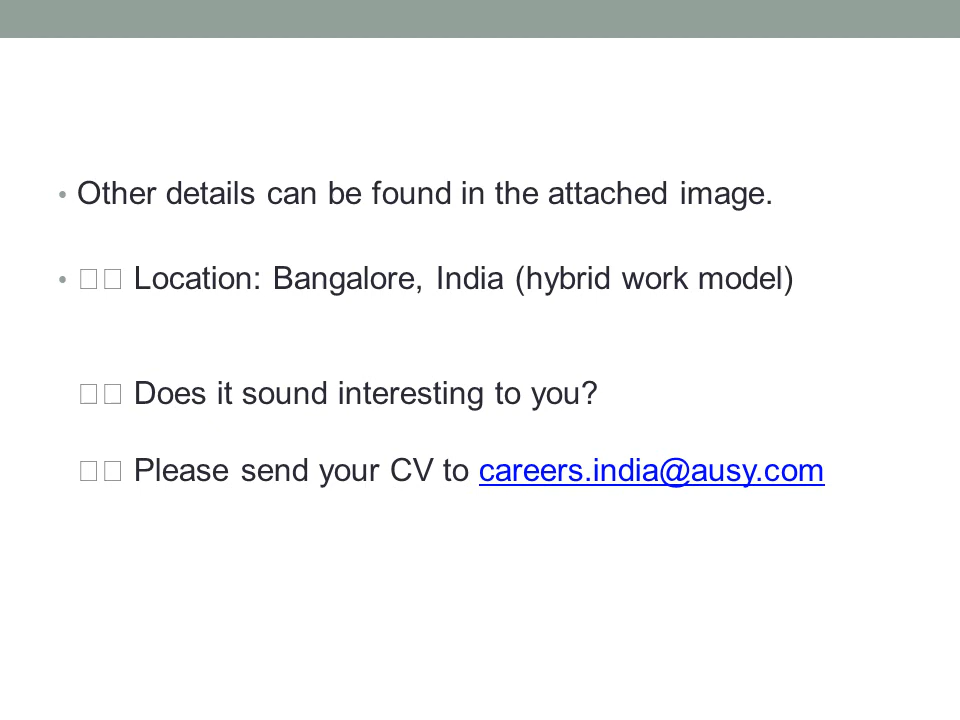 • Other details can be found in the attached image.
• □□ Location: Bangalore, India (hybrid work model)
□□ Does it sound interesting to you?
□□ Please send your CV to careers.india@ausy.com